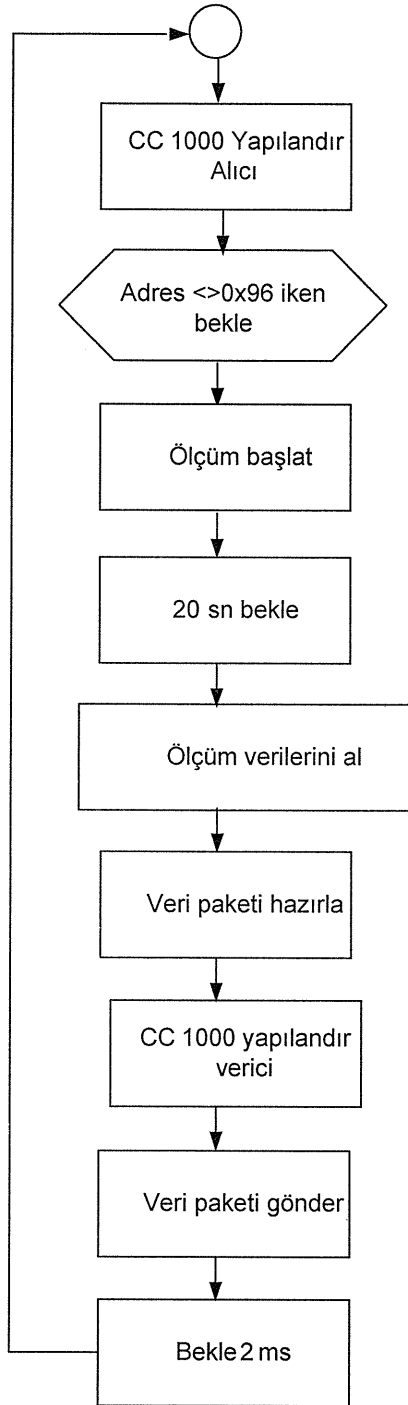 CC 1000 Yapılandır
Alıcı
Adres <>0x96 iken
bekle
Ölçüm başlat
20 sn bekle
Ölçüm verilerini al
Veri paketi hazırla
CC 1000 yapılandır
verici
Veri paketi gönder
Bekle 2 ms